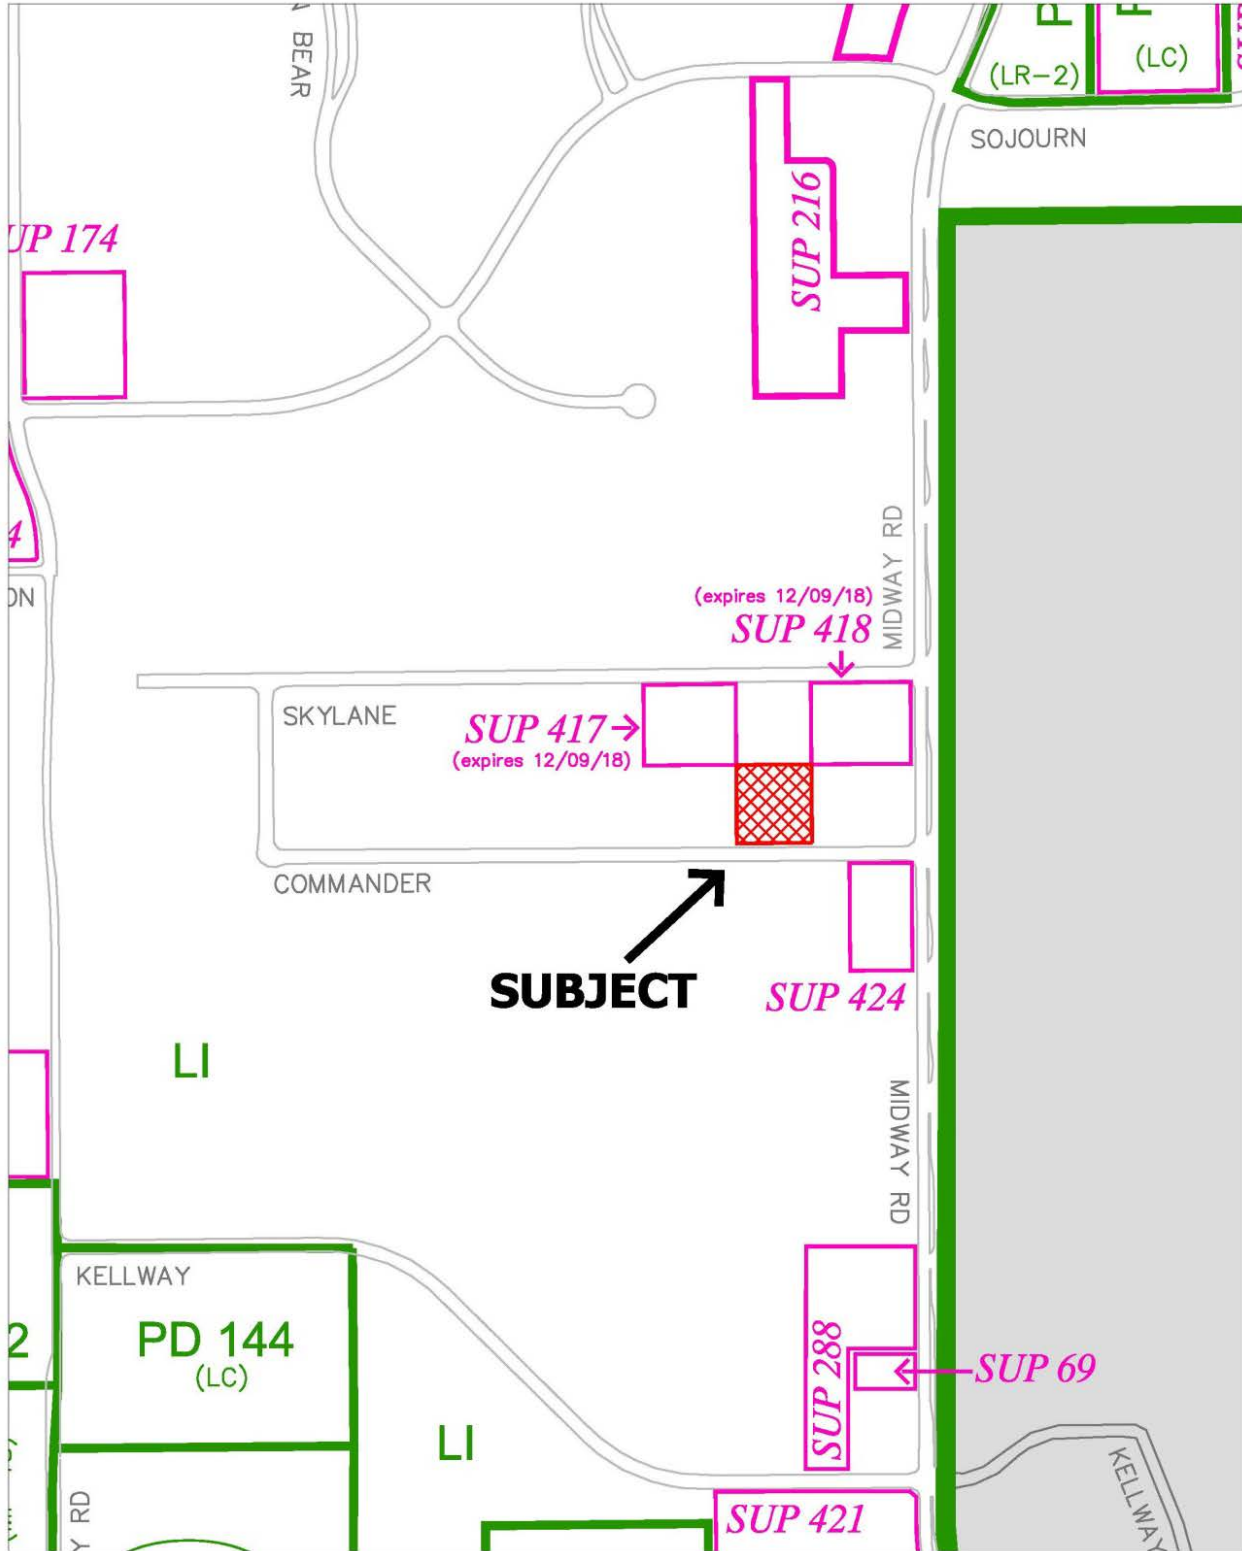 BEAR
(LR-2)
(LC)
SOJOURN
UP 174
SUP 216
MIDWAY RD
(expires 12/09/18)
SUP 418
SKYLANE
SUP 417
(expires 12/09/18)
COMMANDER
SUBJECT
SUP 424
LI
MIDWAY RD
KELLWAY
2
PD 144
(LC)
SUP 288
SUP 69
LI
KELLWAY
Y RD
SUP 421